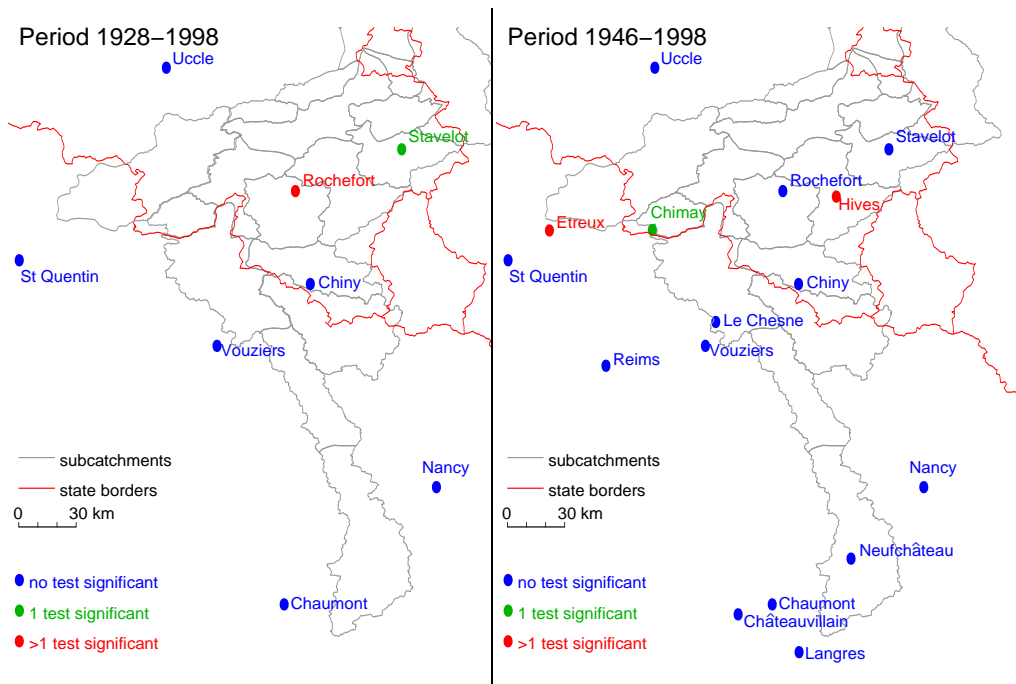 Period 1928–1998
Uccle
Stavelot
Rochefort
St Quentin
Chiny
Vouziers
subcatchments
Nancy
state borders
0 30 km
no test significant
Chaumont
1 test significant
>1 test significant
Period 1946–1998
Uccle
Stavelot
Rochefort
Hives
Chimay
Etreux
St Quentin
Chiny
Le Chesne
Vouziers
Reims
subcatchments
Nancy
state borders
0 30 km
Neufchâteau
no test significant
Chaumont
1 test significant
Châteauvillain
>1 test significant
Langres